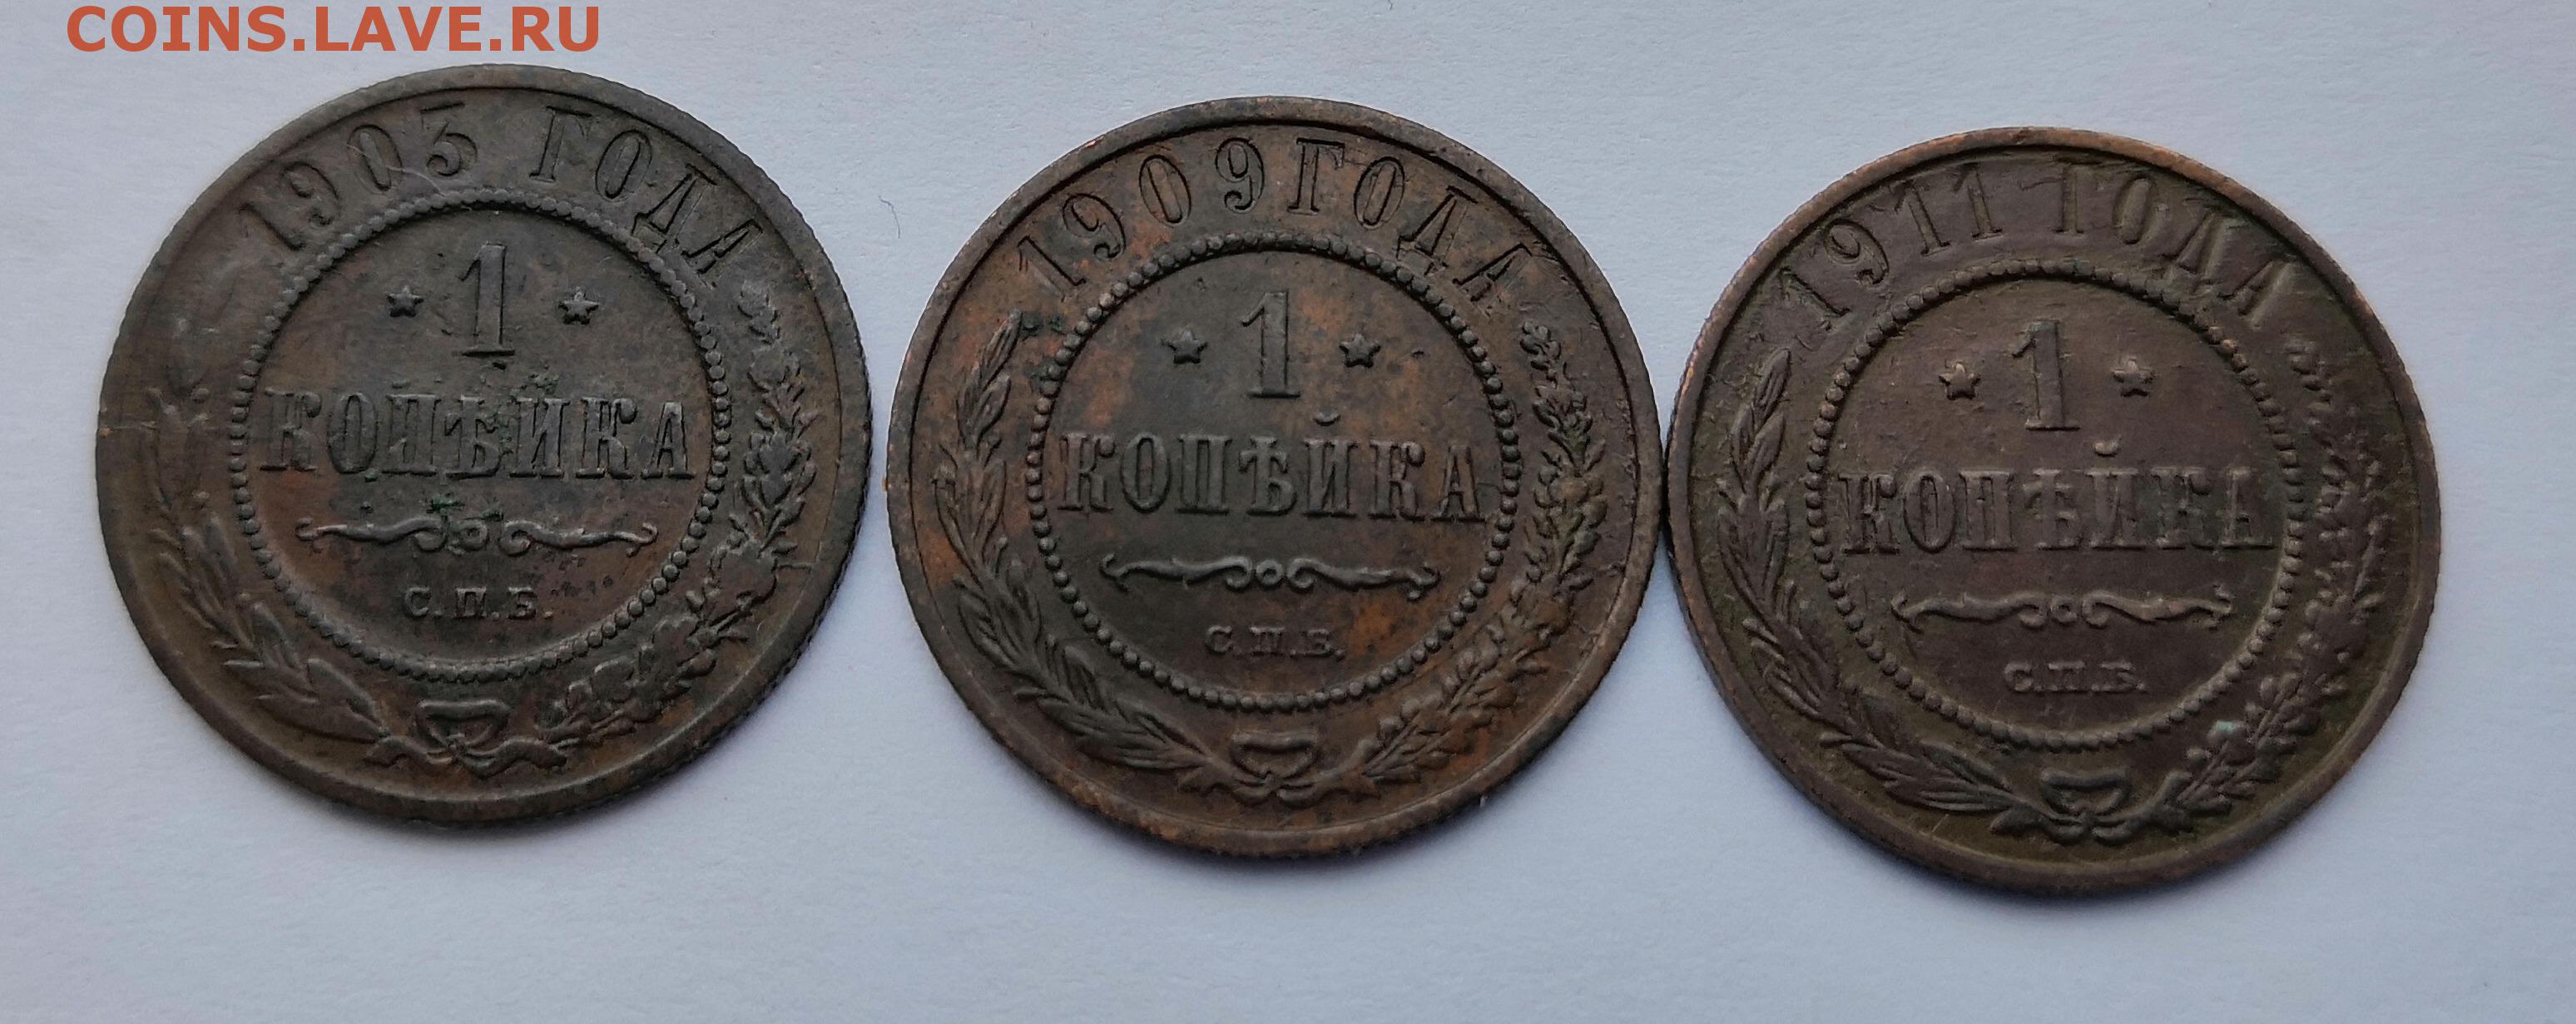 COINS.LAVE.RU
1903 ГОДА
1
КОПѢЙКА
С.П.Б.
1909 ГОДА
1
КОПѢЙКА
С.П.Б.
1911 ГОДА
1
КОПѢЙКА
С.П.Б.